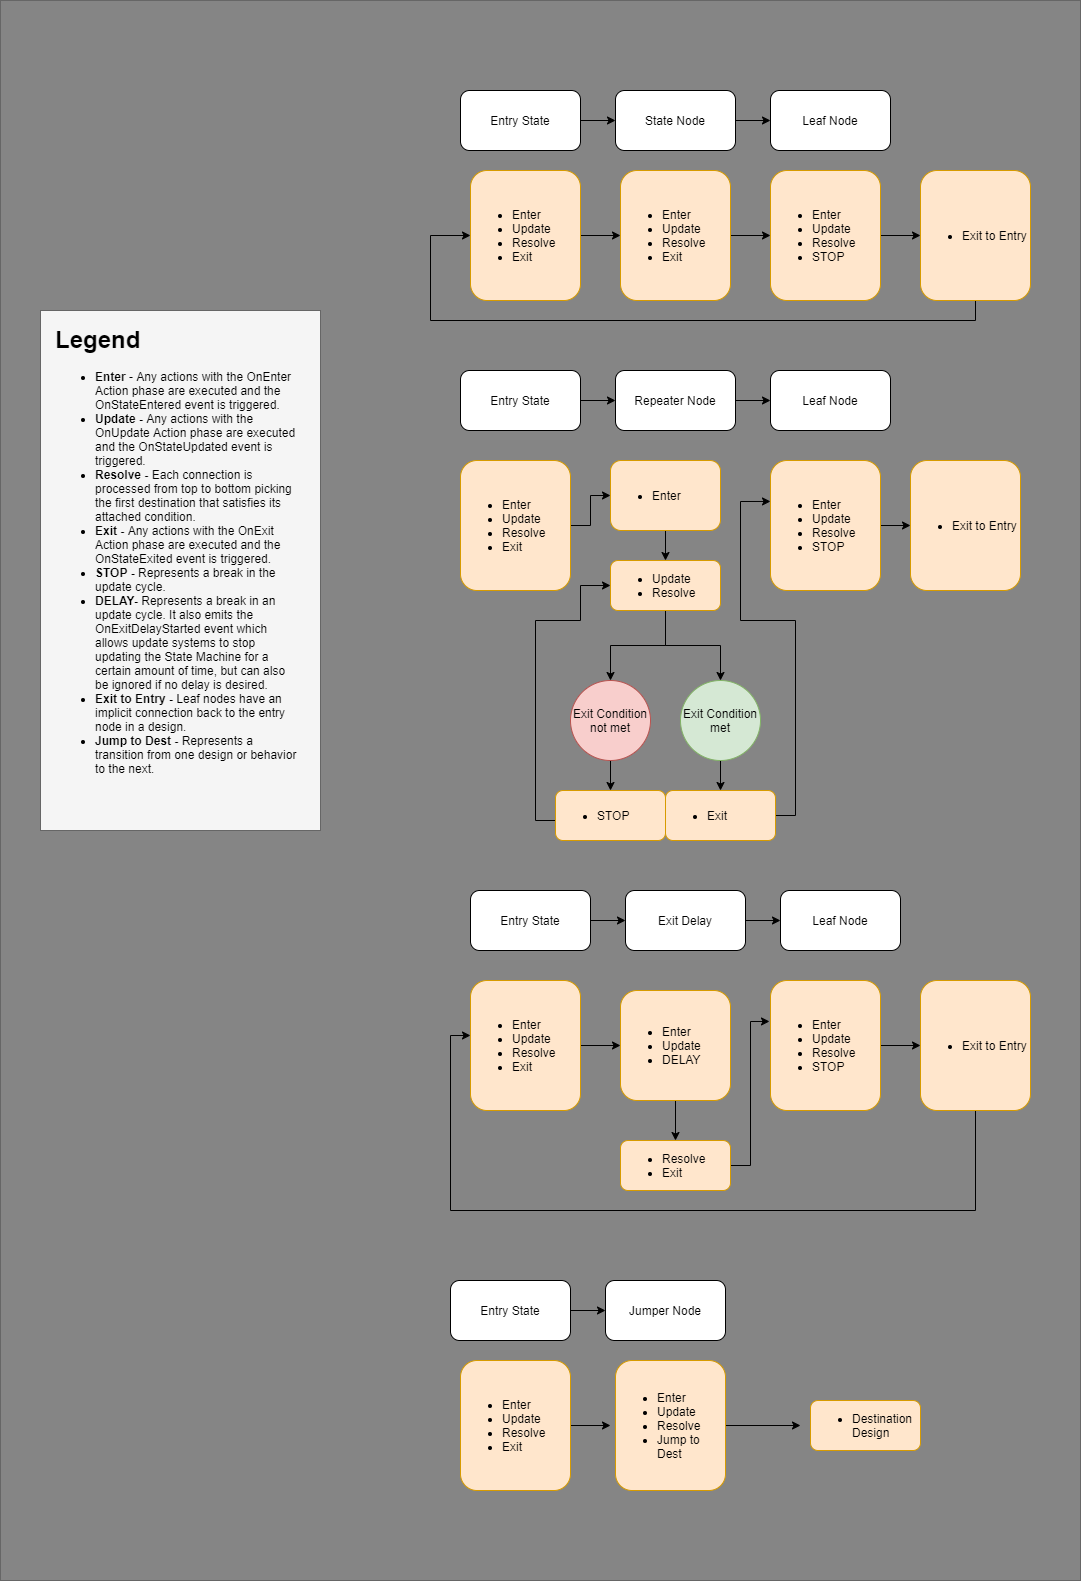 Entry State
State Node
Leaf Node
Enter
Update
Resolve
Exit
Enter
Update
Resolve
Exit
Enter
Update
Resolve
STOP
Exit to Entry
Legend
Enter - Any actions with the OnEnter
Action phase are executed and the
OnStateEntered event is triggered.
Update - Any actions with the
OnUpdate Action phase are executed
and the OnStateUpdated event is
triggered.
Resolve - Each connection is
processed from top to bottom picking
the first destination that satisfies its
attached condition.
Exit - Any actions with the OnExit
Action phase are executed and the
OnStateExited event is triggered.
STOP - Represents a break in the
update cycle.
DELAY- Represents a break in an
update cycle. It also emits the
OnExitDelayStarted event which
allows update systems to stop
updating the State Machine for a
certain amount of time, but can also
be ignored if no delay is desired.
Exit to Entry - Leaf nodes have an
implicit connection back to the entry
node in a design.
Jump to Dest - Represents a
transition from one design or behavior
to the next.
Entry State
Repeater Node
Leaf Node
Enter
Update
Resolve
Exit
Enter
Update
Resolve
Exit Condition
not met
Exit Condition
met
STOP
Exit
Enter
Update
Resolve
STOP
Exit to Entry
Entry State
Exit Delay
Leaf Node
Enter
Update
Resolve
Exit
Enter
Update
DELAY
Resolve
Exit
Enter
Update
Resolve
STOP
Exit to Entry
Entry State
Jumper Node
Enter
Update
Resolve
Exit
Enter
Update
Resolve
Jump to
Dest
Destination
Design